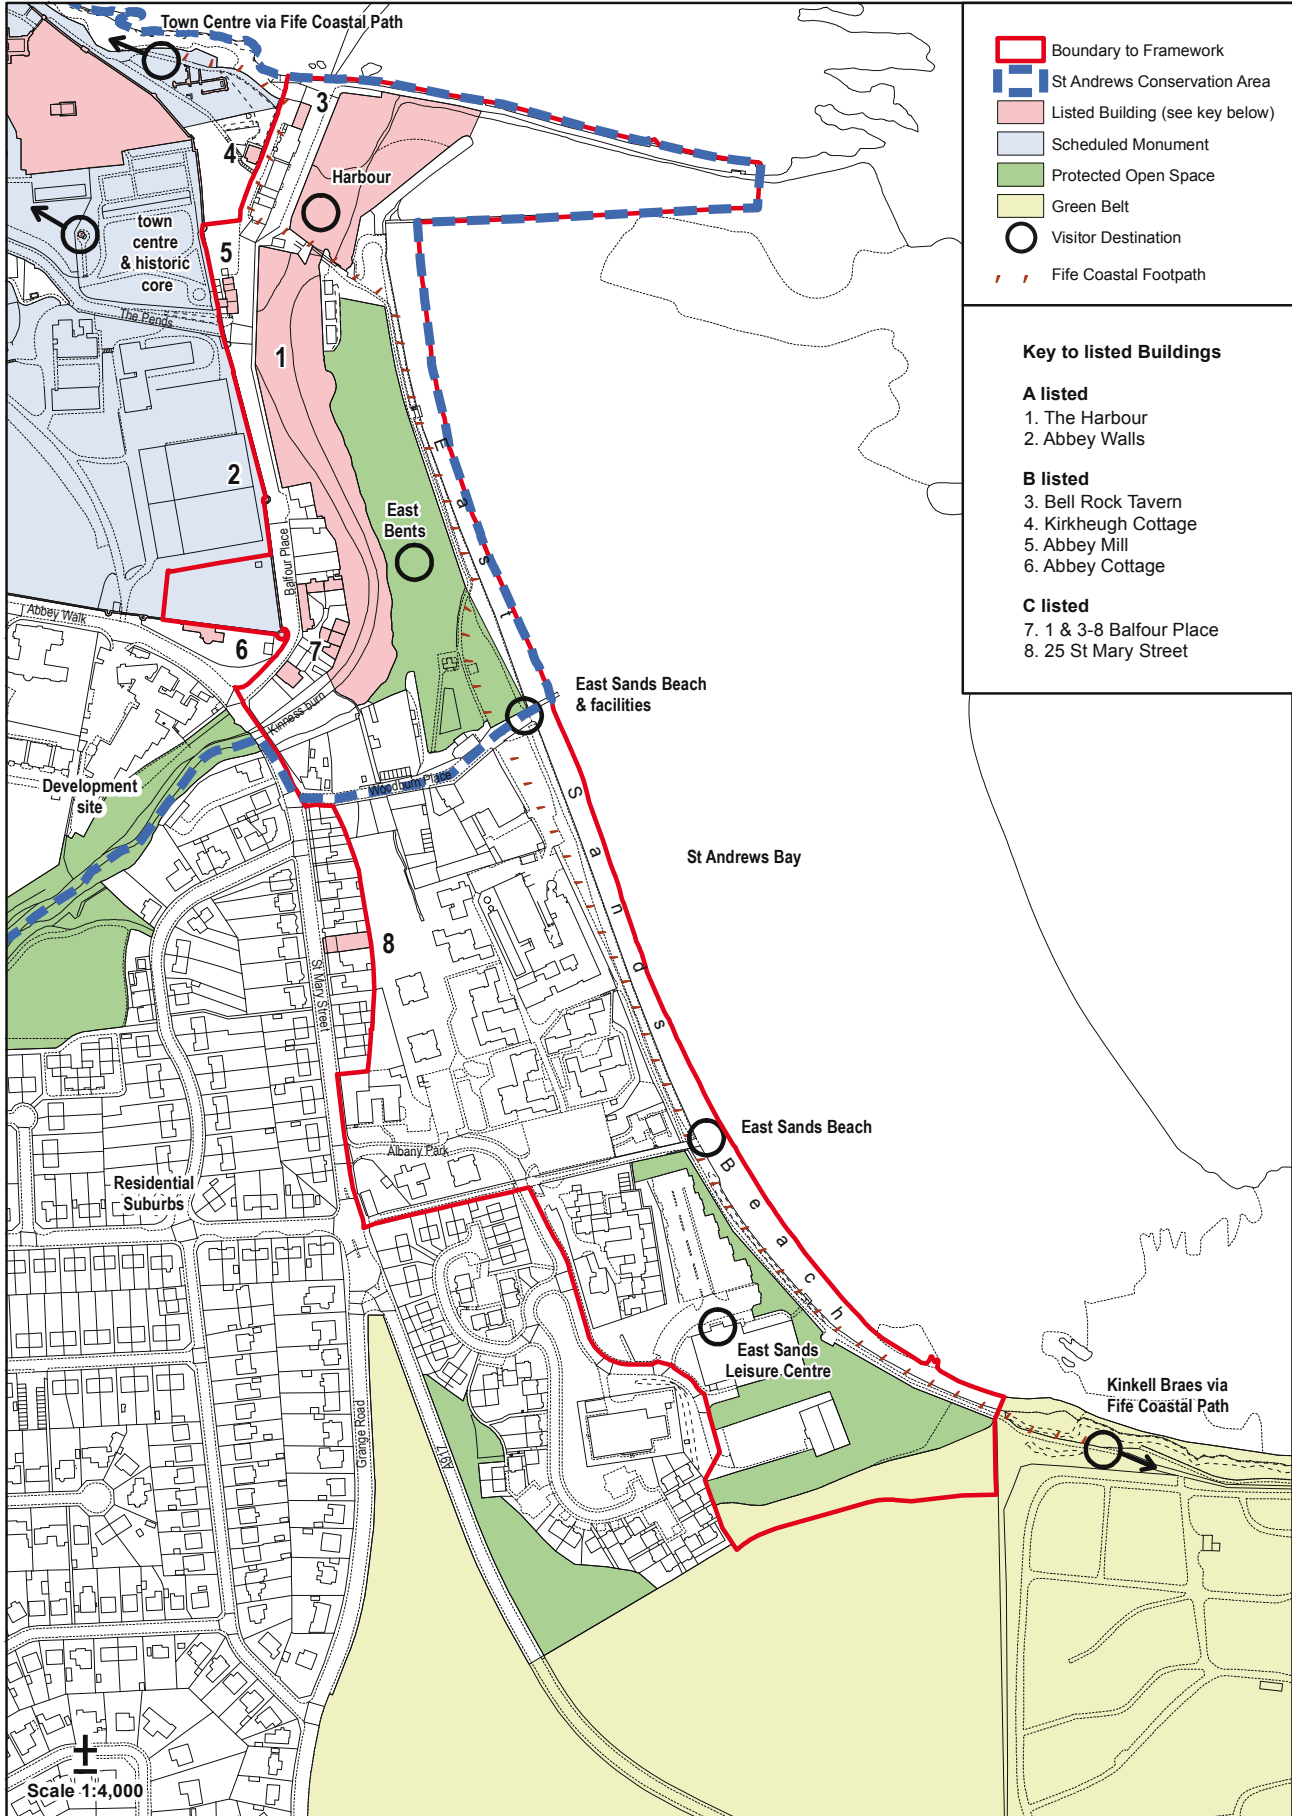 Town Centre via Fife Coastal Path
3
4
Harbour
town
centre
& historic
core
5
The Pends
1
2
East
Bents
Balfour Place
Abbey Walk
6
7
Kinness burn
East Sands Beach
& facilities
Development
site
Woodburn Place
St Andrews Bay
8
St Mary Street
East Sands Beach
East Sands Beach
Albany Park
Residential
Suburbs
East Sands
Leisure Centre
Grange Road
A917
Kinkell Braes via
Fife Coastal Path
Scale 1:4,000
Boundary to Framework
St Andrews Conservation Area
Listed Building (see key below)
Scheduled Monument
Protected Open Space
Green Belt
Visitor Destination
Fife Coastal Footpath
Key to listed Buildings
A listed
1. The Harbour
2. Abbey Walls
B listed
3. Bell Rock Tavern
4. Kirkheugh Cottage
5. Abbey Mill
6. Abbey Cottage
C listed
7. 1 & 3-8 Balfour Place
8. 25 St Mary Street